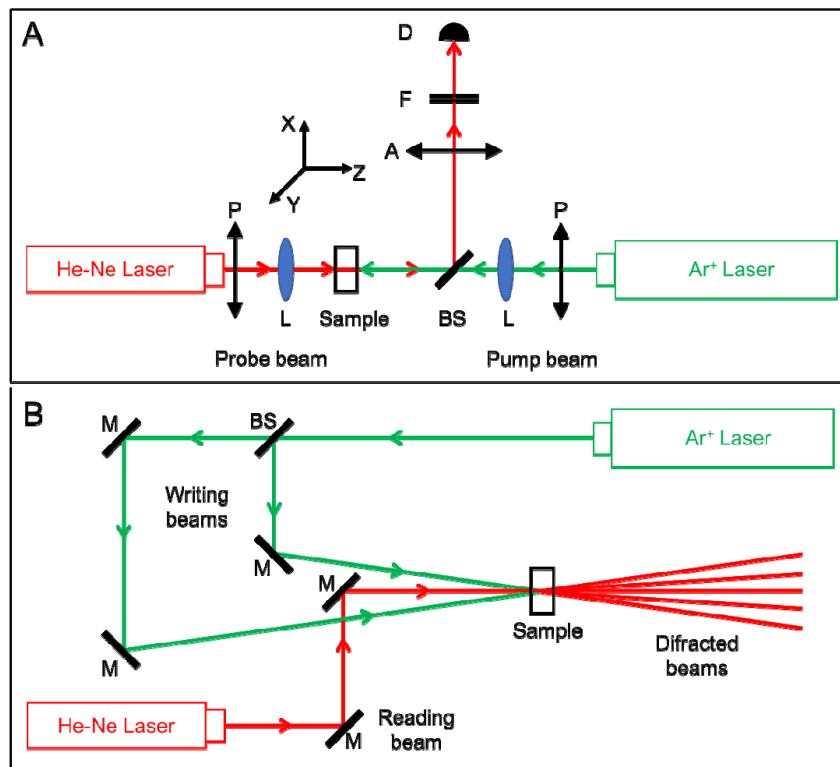 A
D
F
X
A
Z
Y
P
P
He-Ne Laser
Ar⁺ Laser
L
Sample
BS
L
Probe beam
Pump beam
B
M
BS
Ar⁺ Laser
Writing
beams
M
M
Sample
M
Difracted
beams
He-Ne Laser
Reading
beam
M